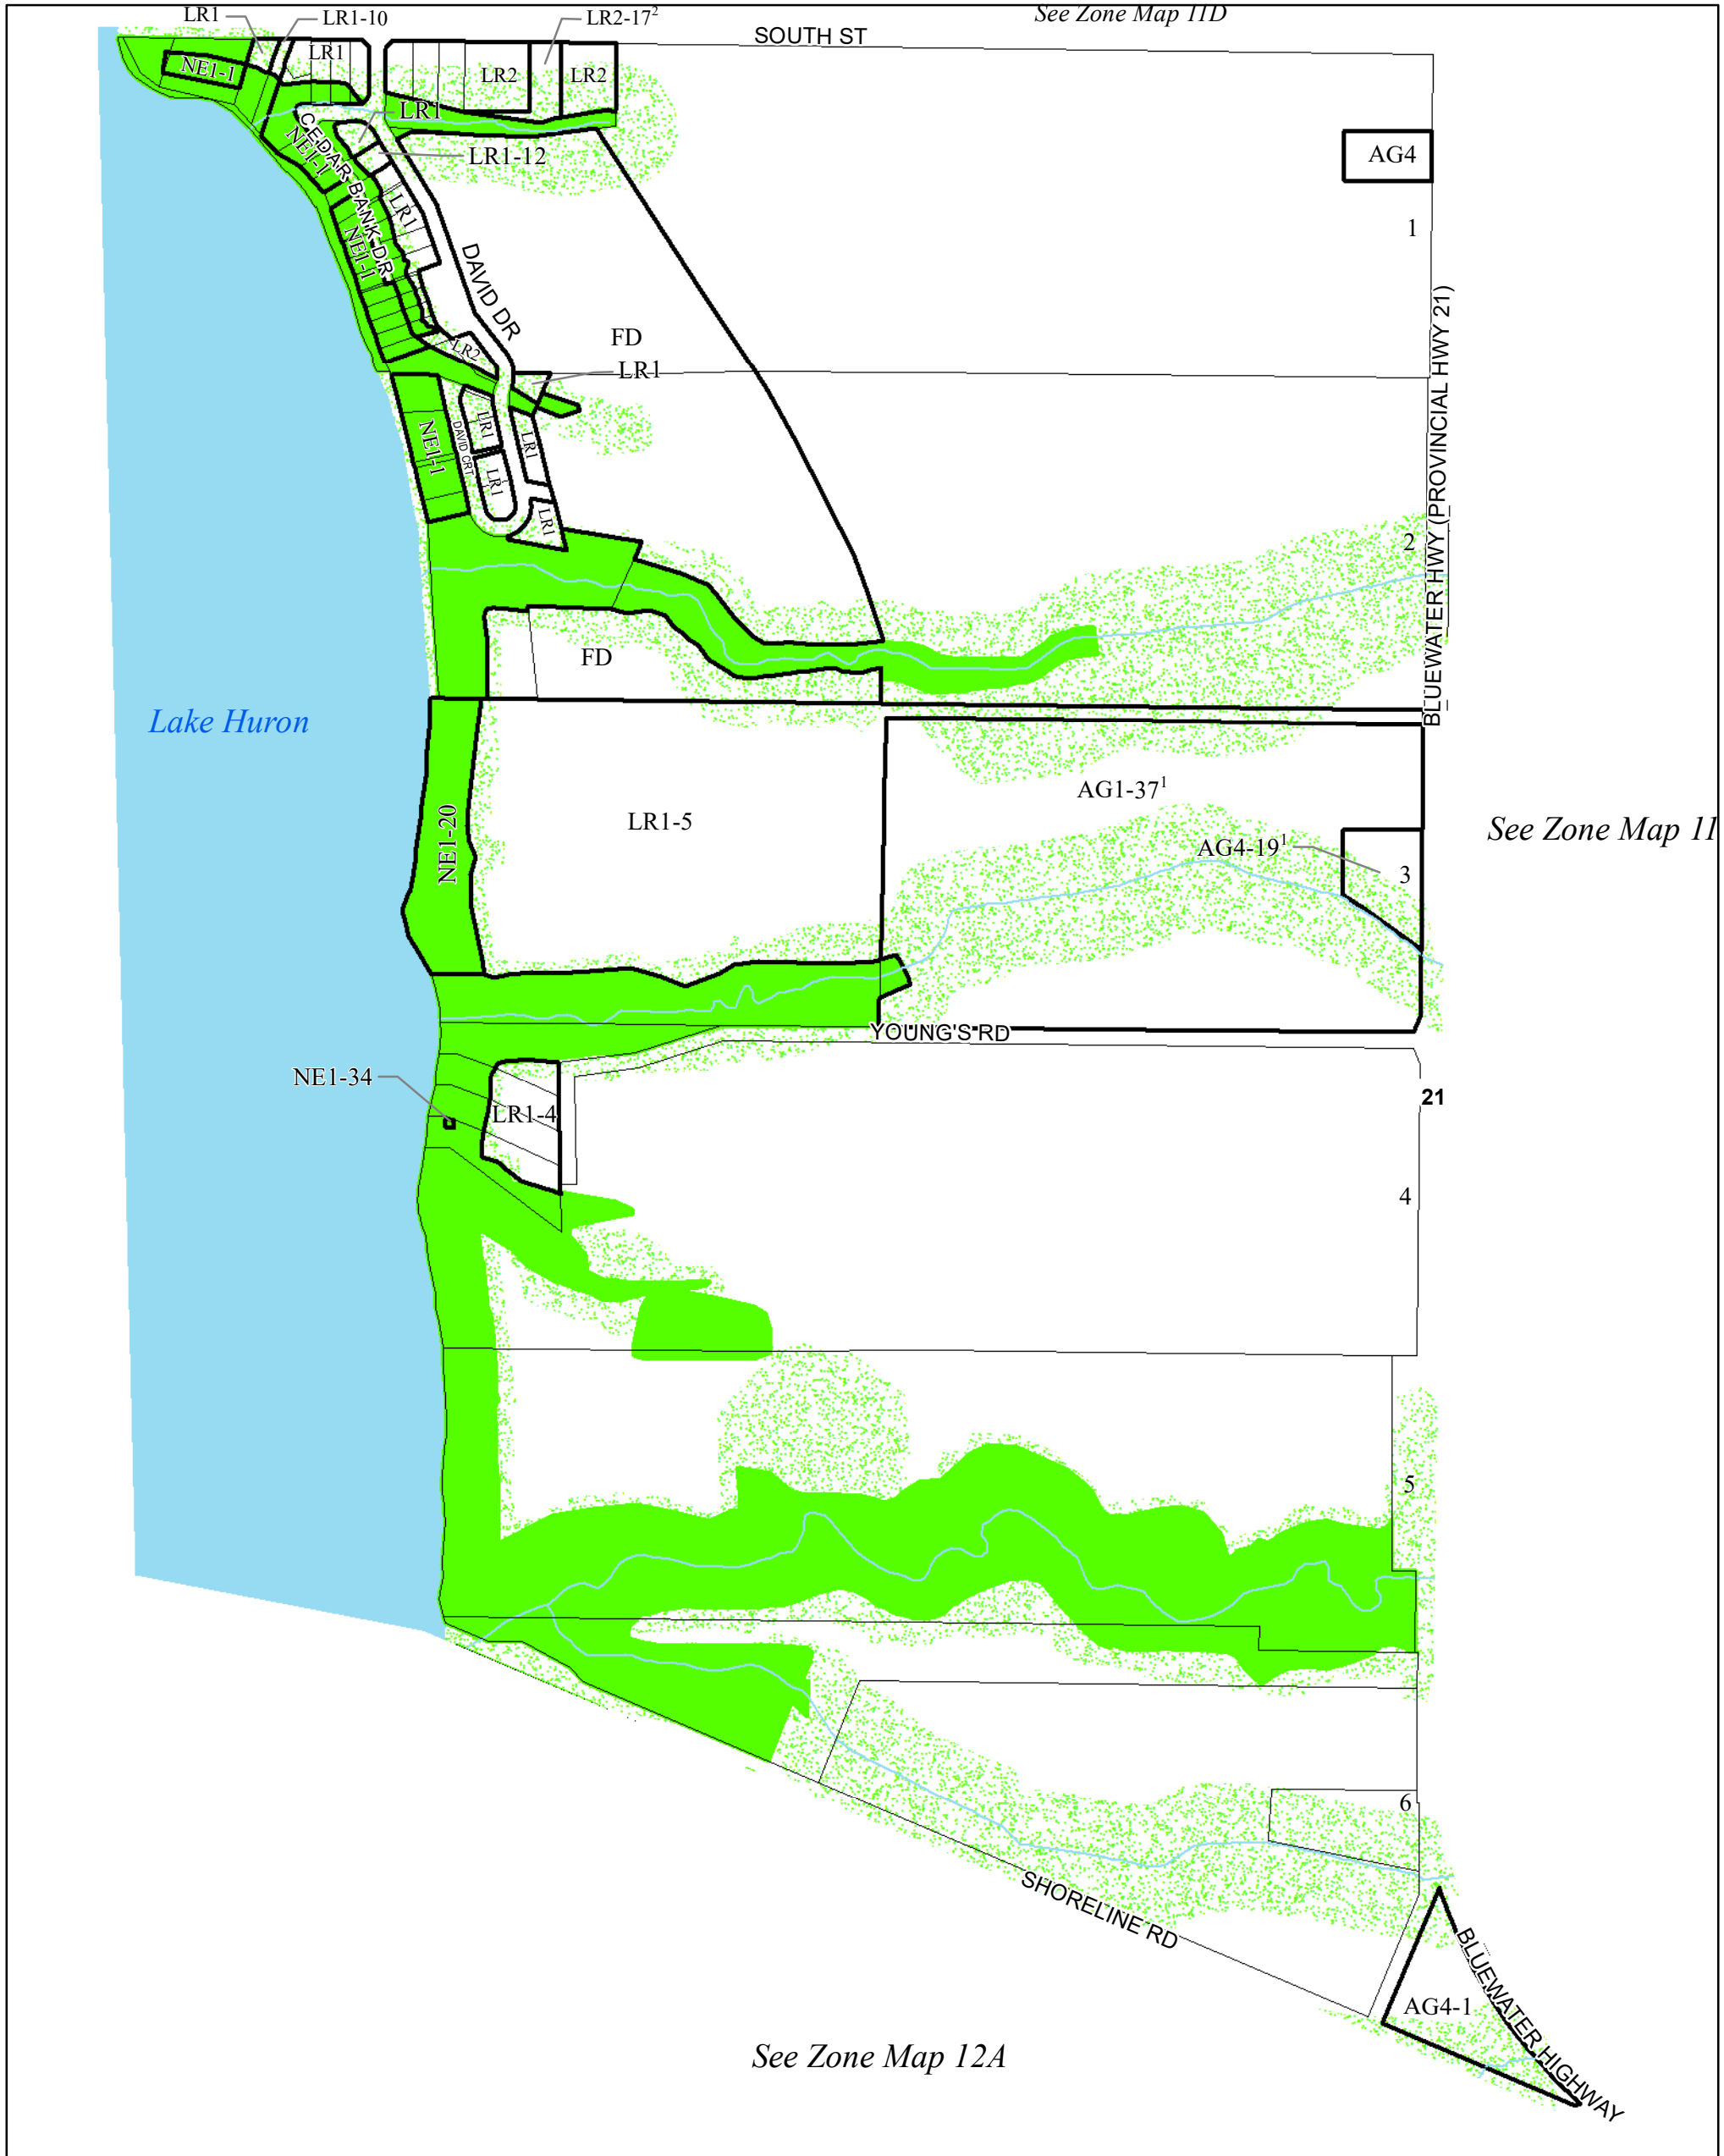 See Zone Map 11D
LR1
LR1-10
LR2-17²
SOUTH ST
LR1
NE1-1
LR2
LR2
LR1
CEDAR BANK DR
NE1-1
LR1-12
AG4
LR1
1
NE1-1
DAVID DR
FD
LR2
LR1
BLUEWATER HWY (PROVINCIAL HWY 21)
NE1-1
DAVID CRT
LR1
LR1
LR1
LR1
2
FD
Lake Huron
AG1-37¹
NE1-20
LR1-5
See Zone Map 11
AG4-19¹
3
YOUNG'S RD
NE1-34
21
LR1-4
4
5
6
SHORELINE RD
BLUEWATER HIGHWAY
AG4-1
See Zone Map 12A